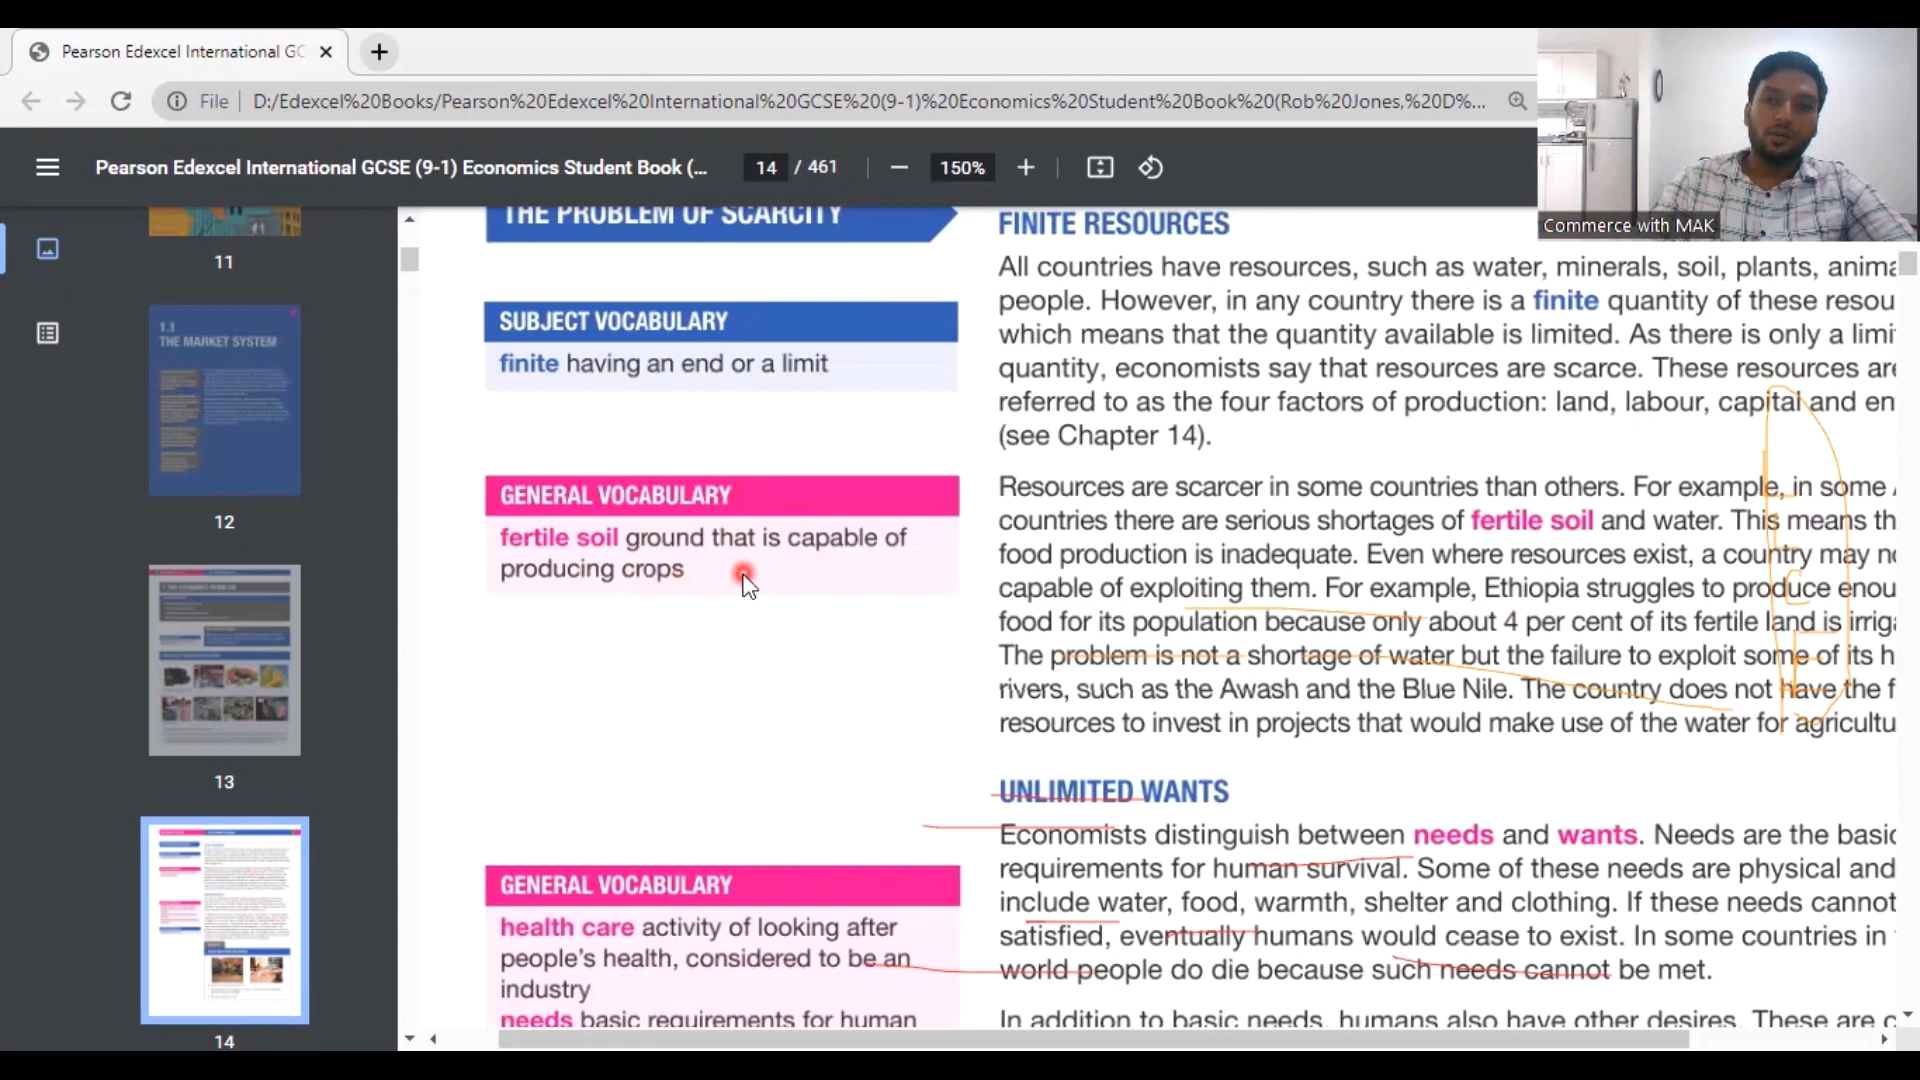 Pearson Edexcel International GC
File
D:/Edexcel%20Books/Pearson%20Edexcel%20International%20GCSE%20(9-1)%20Economics%20Student%20Book%20(Rob%20Jones,%20D%...
Commerce with MAK
Pearson Edexcel International GCSE (9-1) Economics Student Book (...
14 / 461
150%
11
1.1
THE MARKET SYSTEM
12
13
14
THE PROBLEM OF SCARCITY
SUBJECT VOCABULARY
finite having an end or a limit
GENERAL VOCABULARY
fertile soil ground that is capable of
producing crops
GENERAL VOCABULARY
health care activity of looking after
people's health, considered to be an
industry
needs basic requirements for human
FINITE RESOURCES
All countries have resources, such as water, minerals, soil, plants, anima
people. However, in any country there is a finite quantity of these resou
which means that the quantity available is limited. As there is only a limi
quantity, economists say that resources are scarce. These resources are
referred to as the four factors of production: land, labour, capital and en
(see Chapter 14).
Resources are scarcer in some countries than others. For example, in some
countries there are serious shortages of fertile soil and water. This means th
food production is inadequate. Even where resources exist, a country may no
capable of exploiting them. For example, Ethiopia struggles to produce enou
food for its population because only about 4 per cent of its fertile land is irriga
The problem is not a shortage of water but the failure to exploit some of its h
rivers, such as the Awash and the Blue Nile. The country does not have the f
resources to invest in projects that would make use of the water for agricultu
UNLIMITED WANTS
Economists distinguish between needs and wants. Needs are the basic
requirements for human survival. Some of these needs are physical and
include water, food, warmth, shelter and clothing. If these needs cannot
satisfied, eventually humans would cease to exist. In some countries in
world people do die because such needs cannot be met.
In addition to basic needs, humans also have other desires. These are c